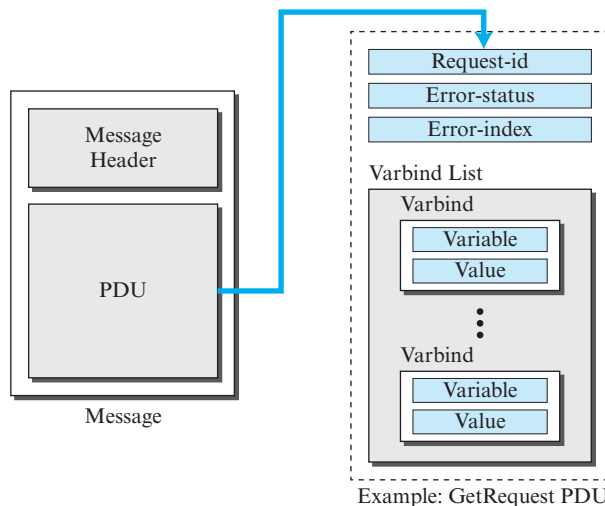 Message
Header
PDU
Message
Request-id
Error-status
Error-index
Varbind List
Varbind
Variable
Value
Varbind
Variable
Value
Example: GetRequest PDU